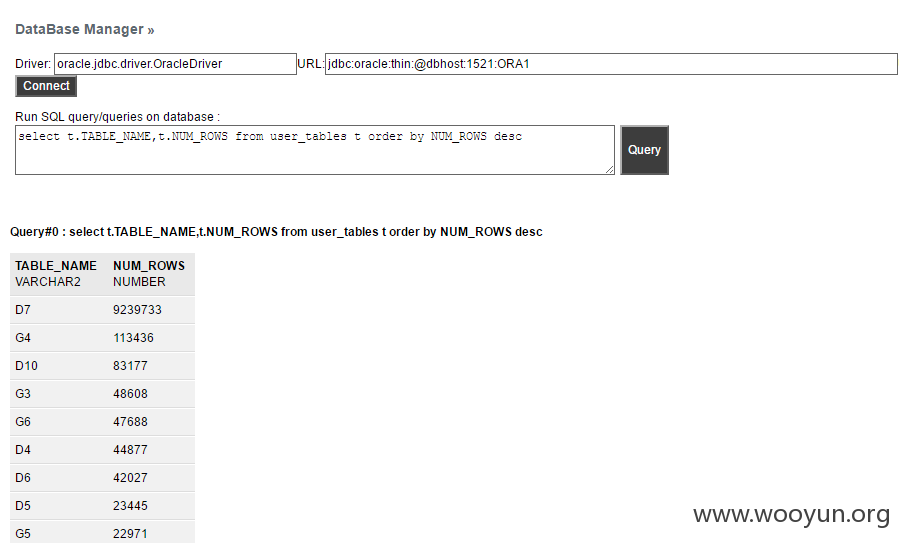 DataBase Manager »
Driver: oracle.jdbc.driver.OracleDriver URL: jdbc:oracle:thin:@dbhost:1521:ORA1
Connect
Run SQL query/queries on database :
select t.TABLE_NAME,t.NUM_ROWS from user_tables t order by NUM_ROWS desc
Query
Query#0 : select t.TABLE_NAME,t.NUM_ROWS from user_tables t order by NUM_ROWS desc
TABLE_NAME NUM_ROWS
VARCHAR2 NUMBER
D7 9239733
G4 113436
D10 83177
G3 48608
G6 47688
D4 44877
D6 42027
D5 23445
G5 22971
www.wooyun.org